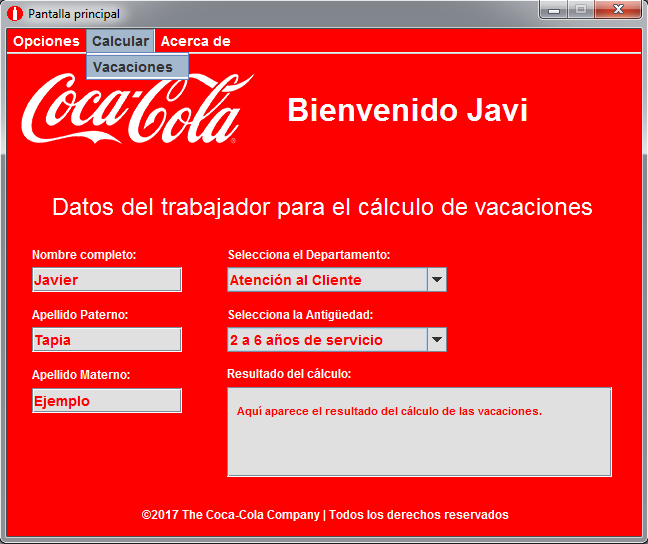 Pantalla principal
Opciones Calcular Acerca de
Vacaciones
Coca-Cola
Bienvenido Javi
Datos del trabajador para el cálculo de vacaciones
Nombre completo:
Javier
Apellido Paterno:
Tapia
Apellido Materno:
Ejemplo
Selecciona el Departamento:
Atención al Cliente
Selecciona la Antigüedad:
2 a 6 años de servicio
Resultado del cálculo:
Aquí aparece el resultado del cálculo de las vacaciones.
©2017 The Coca-Cola Company | Todos los derechos reservados